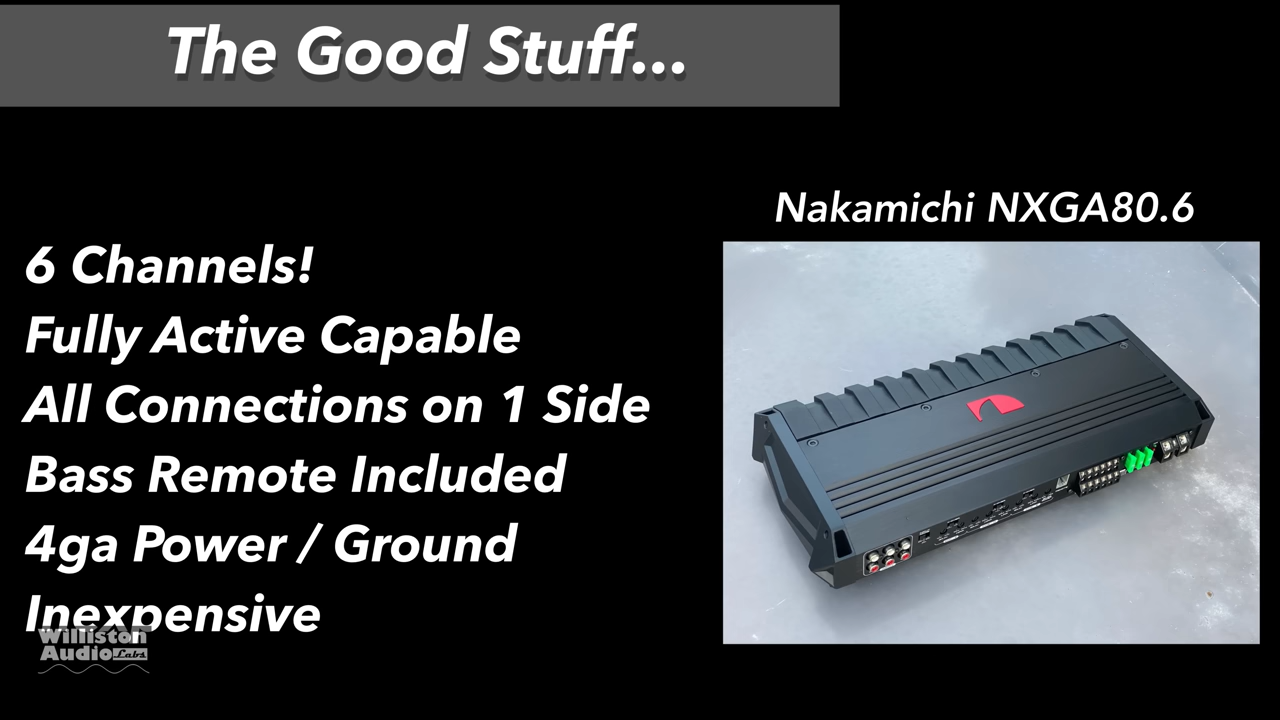 The Good Stuff...
Nakamichi NXGA80.6
6 Channels!
Fully Active Capable
All Connections on 1 Side
Bass Remote Included
4ga Power / Ground
Inexpensive
Williston
Audio Labs